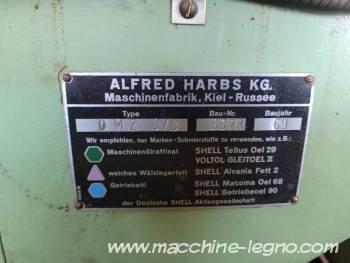 ALFRED HARBS KG.
Maschinenfabrik, Kiel - Russee
Type Bau-Nr. Baujahr
60
Wir empfehlen, nur Marken-Schmierstoffe zu verwenden, wie z.B.:
Maschinenölraffinat SHELL Tellus Oel 29
VOLTOL GLEITOEL II
weiches Wälzlagerfett SHELL Alvania Fett 2
Getriebeöl SHELL Macoma Oel 68
SHELL Getriebeoel 90
der Deutsche SHELL Aktiengesellschaft
www.macchine-legno.com